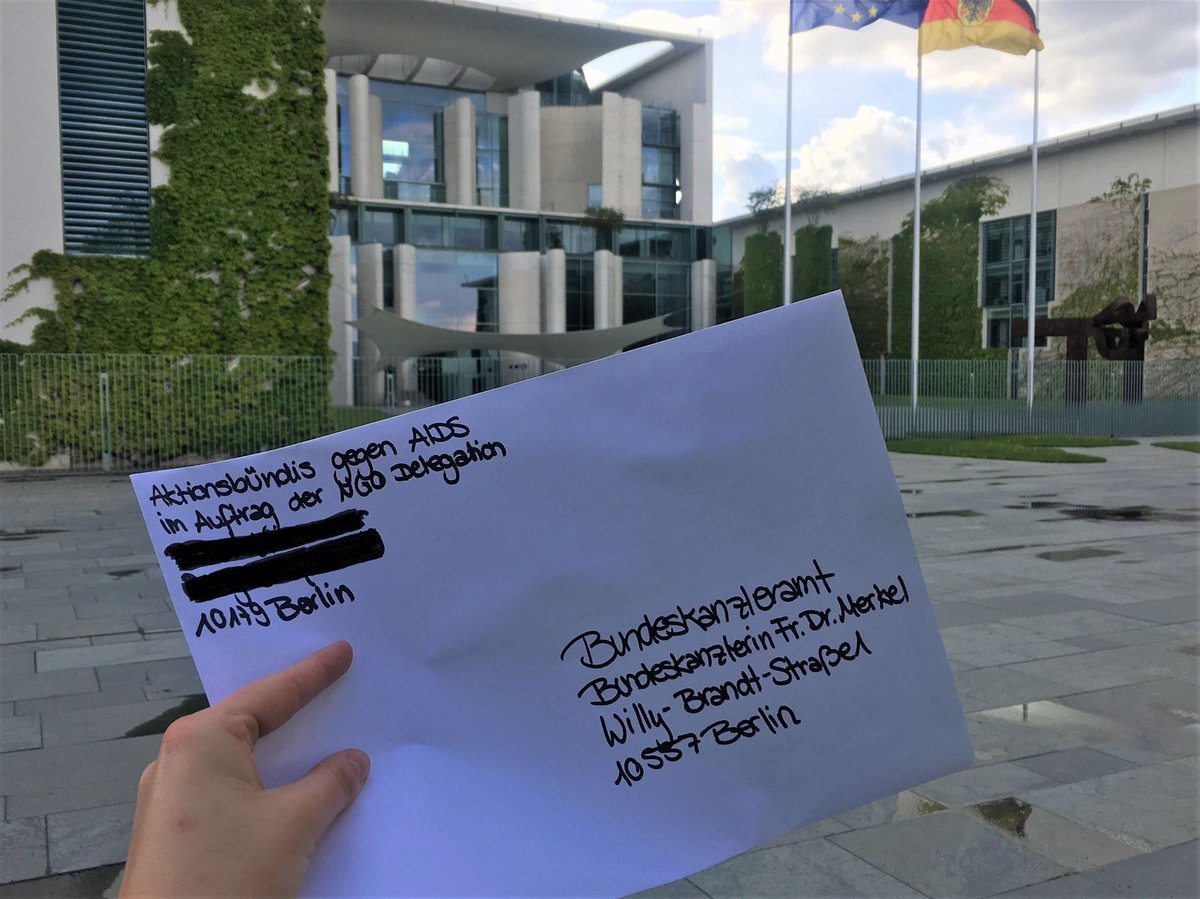 Aktionsbündis gegen AIDS
im Auftrag der NGO Delegation
10179 Berlin
Bundeskanzleramt
Bundeskanzlerin Fr. Dr. Merkel
Willy-Brandt-Straße 1
10557 Berlin